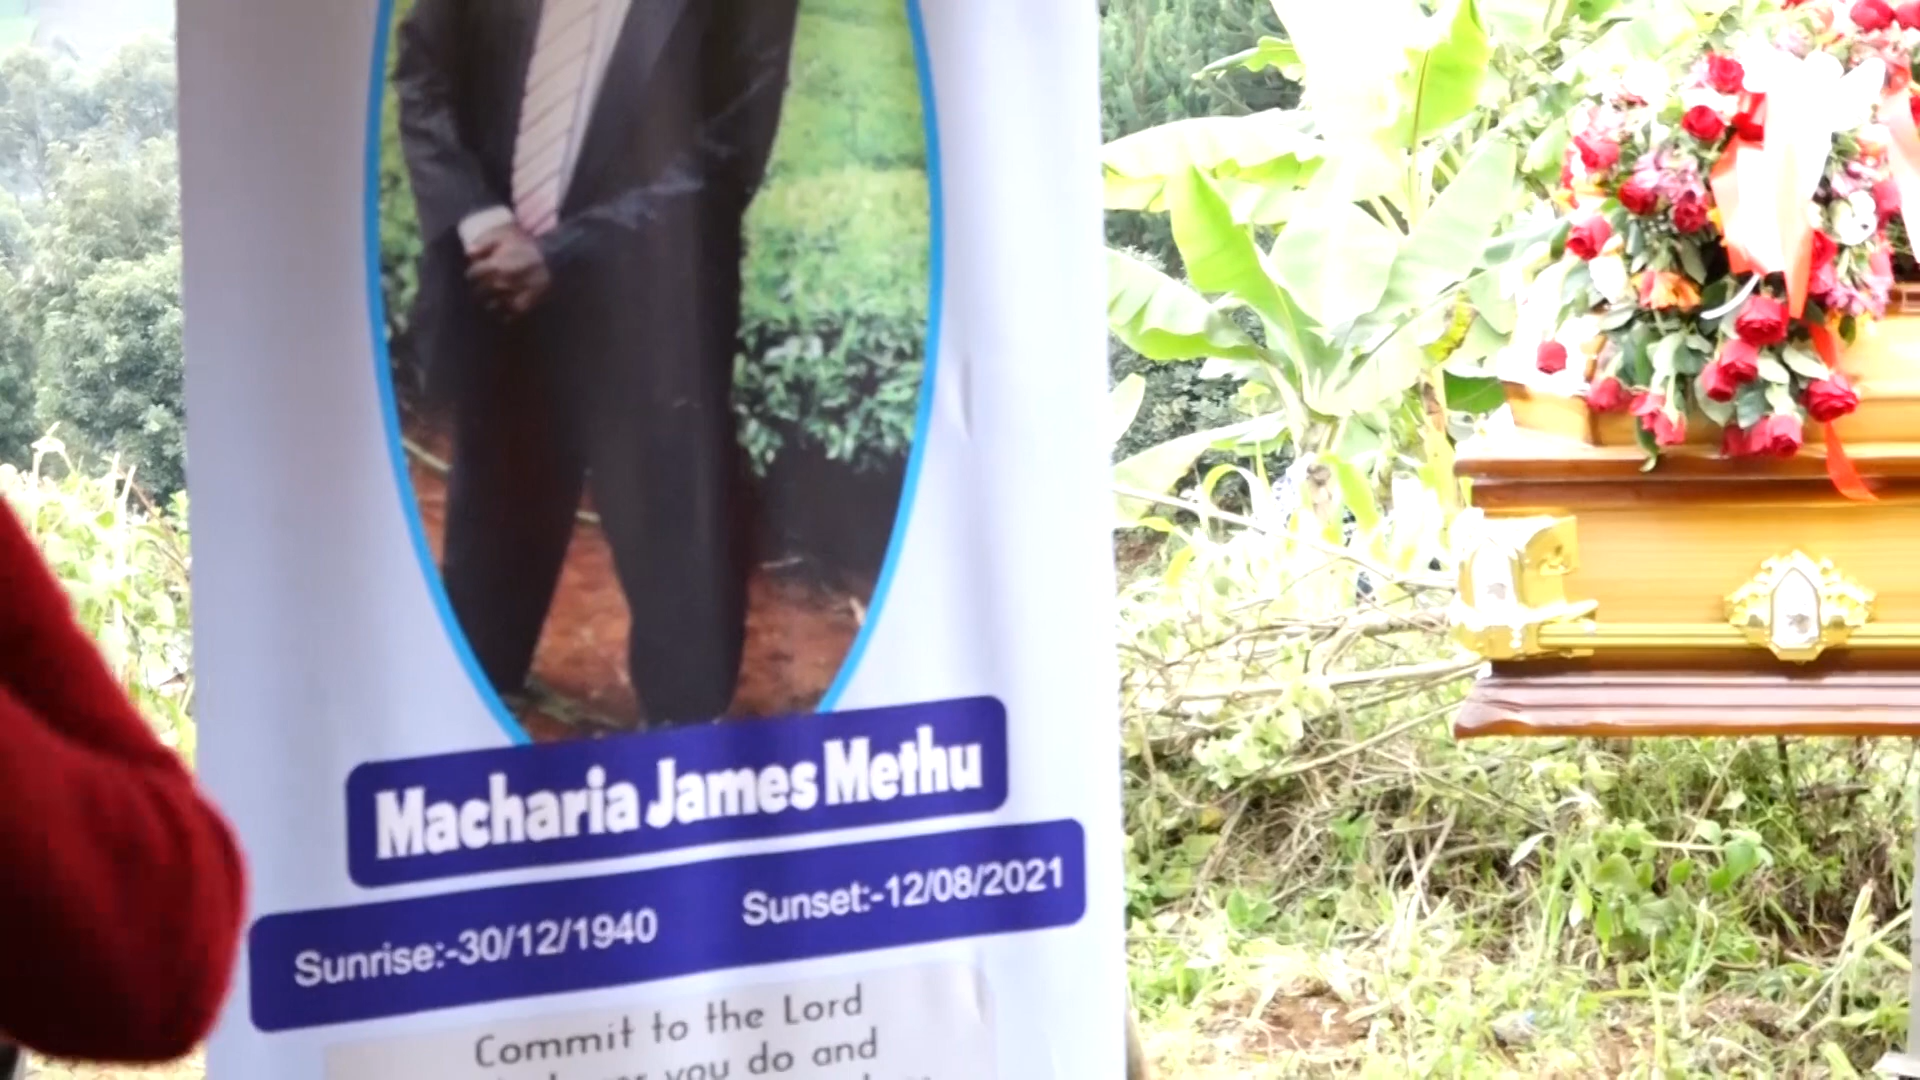 Macharia James Methu
Sunrise:-30/12/1940 Sunset:-12/08/2021
Commit to the Lord
you do and